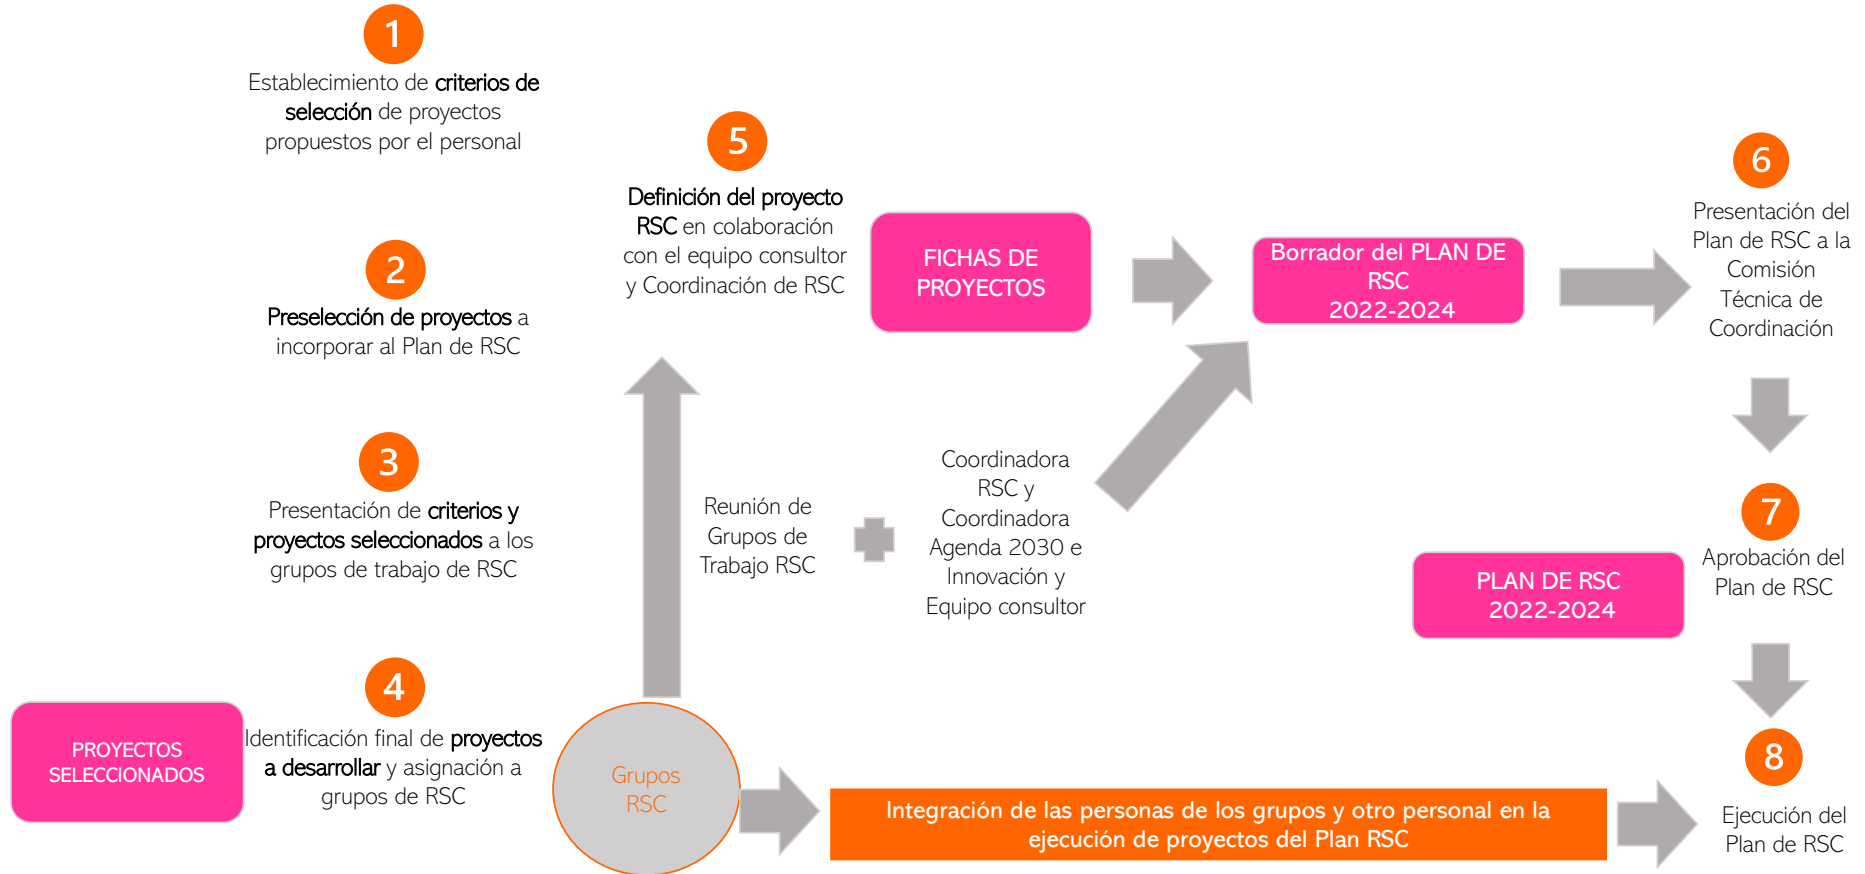 1
Establecimiento de criterios de
selección de proyectos
propuestos por el personal
2
Preselección de proyectos a
incorporar al Plan de RSC
3
Presentación de criterios y
proyectos seleccionados a los
grupos de trabajo de RSC
4
Identificación final de proyectos
a desarrollar y asignación a
grupos de RSC
PROYECTOS
SELECCIONADOS
Grupos
RSC
5
Definición del proyecto
RSC en colaboración
con el equipo consultor
y Coordinación de RSC
FICHAS DE
PROYECTOS
Reunión de
Grupos de
Trabajo RSC
Coordinadora
RSC y
Coordinadora
Agenda 2030 e
Innovación y
Equipo consultor
Borrador del PLAN DE
RSC
2022-2024
6
Presentación del
Plan de RSC a la
Comisión
Técnica de
Coordinación
7
Aprobación del
Plan de RSC
PLAN DE RSC
2022-2024
8
Ejecución del
Plan de RSC
Integración de las personas de los grupos y otro personal en la
ejecución de proyectos del Plan RSC